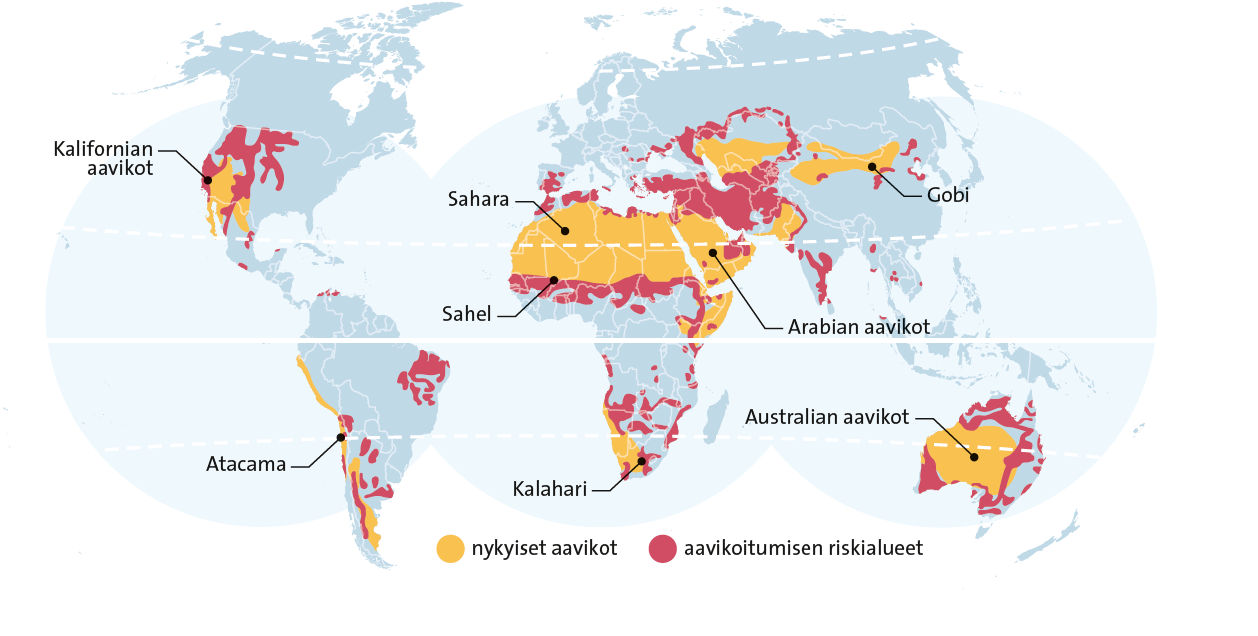 Kalifornian
aavikot
Sahara
Gobi
Sahel
Arabian aavikot
Australian aavikot
Atacama
Kalahari
nykyiset aavikot
aavikoitumisen riskialueet